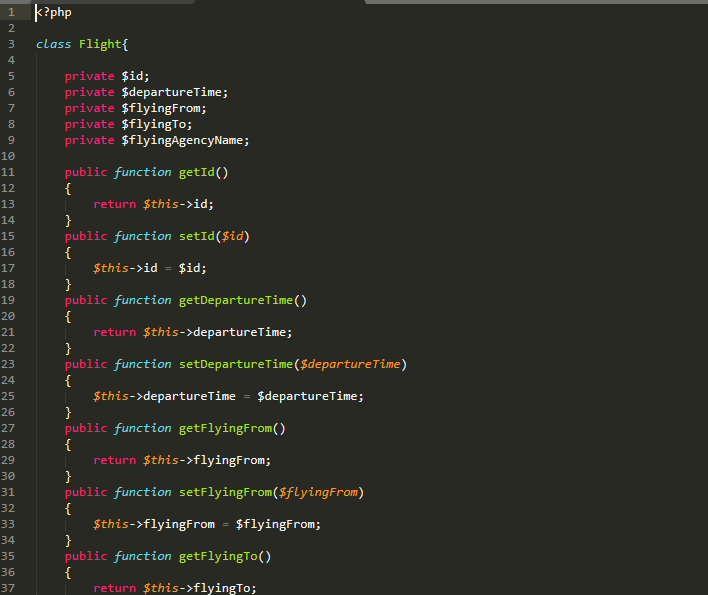 1 <?php
2
3 class Flight{
4
5     private $id;
6     private $departureTime;
7     private $flyingFrom;
8     private $flyingTo;
9     private $flyingAgencyName;
10
11     public function getId()
12     {
13         return $this->id;
14     }
15     public function setId($id)
16     {
17         $this->id = $id;
18     }
19     public function getDepartureTime()
20     {
21         return $this->departureTime;
22     }
23     public function setDepartureTime($departureTime)
24     {
25         $this->departureTime = $departureTime;
26     }
27     public function getFlyingFrom()
28     {
29         return $this->flyingFrom;
30     }
31     public function setFlyingFrom($flyingFrom)
32     {
33         $this->flyingFrom = $flyingFrom;
34     }
35     public function getFlyingTo()
36     {
37         return $this->flyingTo;